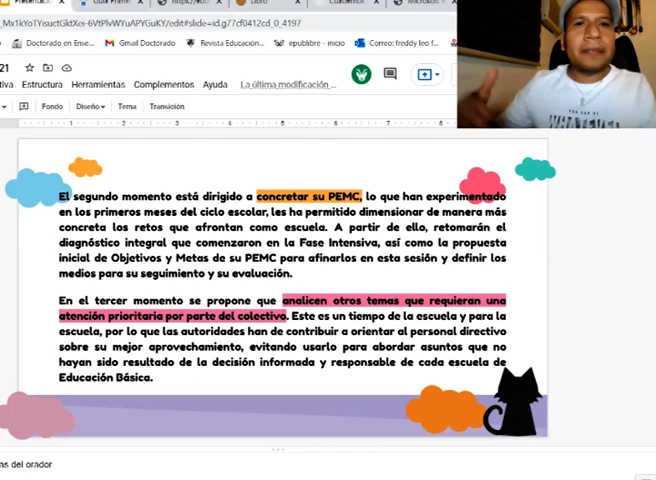 Presentació
Guía Prime
https://
Libro
Cuadernos
Microsoft
_Mx1kYo1YisuctGktXei-6VtPlvWYuAPYGuKY/edit#slide=id.g77cf0412cd_0_4197
Doctorado en Ense...
Gmail Doctorado
Revista Educación...
epublibre - inicio
Correo: freddy leo f...
21
Estructura Herramientas Complementos Ayuda La última modificación ...
Fondo Diseño Tema Transición
El segundo momento está dirigido a concretar su PEMC, lo que han experimentado
en los primeros meses del ciclo escolar, les ha permitido dimensionar de manera más
concreta los retos que afrontan como escuela. A partir de ello, retomarán el
diagnóstico integral que comenzaron en la Fase Intensiva, así como la propuesta
inicial de Objetivos y Metas de su PEMC para afinarlos en esta sesión y definir los
medios para su seguimiento y su evaluación.
En el tercer momento se propone que analicen otros temas que requieran una
atención prioritaria por parte del colectivo. Este es un tiempo de la escuela y para la
escuela, por lo que las autoridades han de contribuir a orientar al personal directivo
sobre su mejor aprovechamiento, evitando usarlo para abordar asuntos que no
hayan sido resultado de la decisión informada y responsable de cada escuela de
Educación Básica.
as del orador